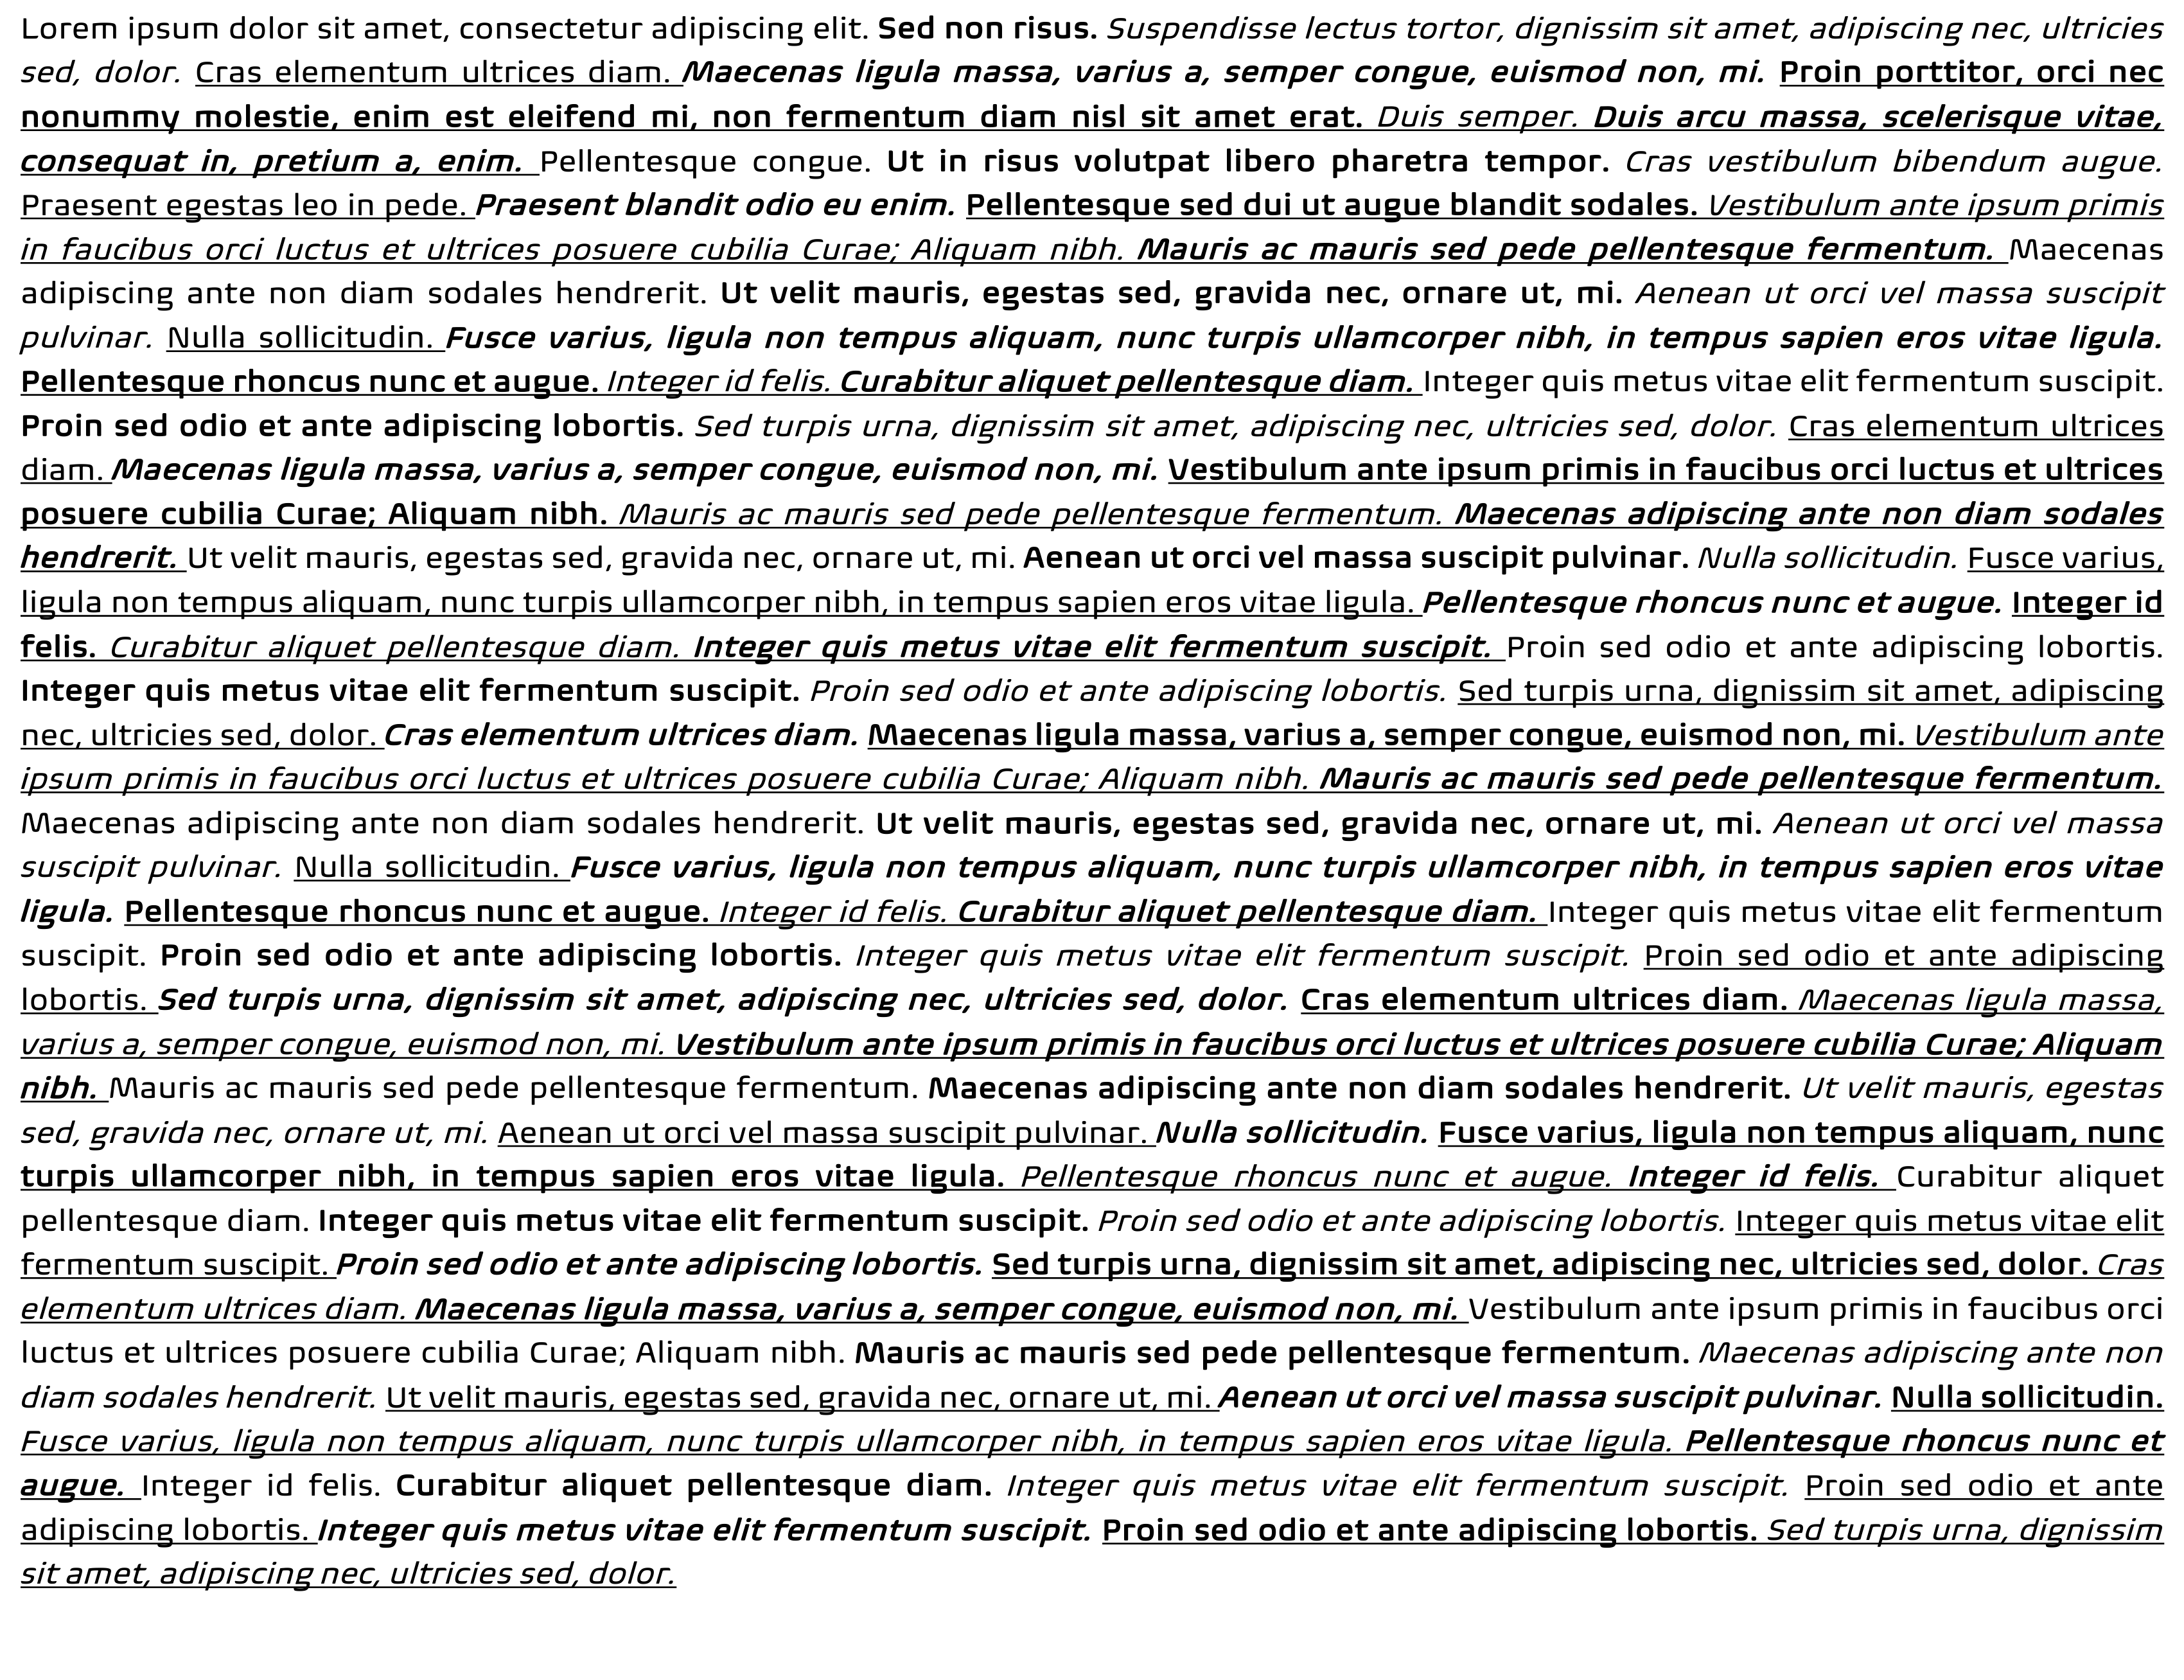 Lorem ipsum dolor sit amet, consectetur adipiscing elit. Sed non risus. Suspendisse lectus tortor, dignissim sit amet, adipiscing nec, ultricies
sed, dolor. Cras elementum ultrices diam. Maecenas ligula massa, varius a, semper congue, euismod non, mi. Proin porttitor, orci nec
nonummy molestie, enim est eleifend mi, non fermentum diam nisl sit amet erat. Duis semper. Duis arcu massa, scelerisque vitae,
consequat in, pretium a, enim. Pellentesque congue. Ut in risus volutpat libero pharetra tempor. Cras vestibulum bibendum augue.
Praesent egestas leo in pede. Praesent blandit odio eu enim. Pellentesque sed dui ut augue blandit sodales. Vestibulum ante ipsum primis
in faucibus orci luctus et ultrices posuere cubilia Curae; Aliquam nibh. Mauris ac mauris sed pede pellentesque fermentum. Maecenas
adipiscing ante non diam sodales hendrerit. Ut velit mauris, egestas sed, gravida nec, ornare ut, mi. Aenean ut orci vel massa suscipit
pulvinar. Nulla sollicitudin. Fusce varius, ligula non tempus aliquam, nunc turpis ullamcorper nibh, in tempus sapien eros vitae ligula.
Pellentesque rhoncus nunc et augue. Integer id felis. Curabitur aliquet pellentesque diam. Integer quis metus vitae elit fermentum suscipit.
Proin sed odio et ante adipiscing lobortis. Sed turpis urna, dignissim sit amet, adipiscing nec, ultricies sed, dolor. Cras elementum ultrices
diam. Maecenas ligula massa, varius a, semper congue, euismod non, mi. Vestibulum ante ipsum primis in faucibus orci luctus et ultrices
posuere cubilia Curae; Aliquam nibh. Mauris ac mauris sed pede pellentesque fermentum. Maecenas adipiscing ante non diam sodales
hendrerit. Ut velit mauris, egestas sed, gravida nec, ornare ut, mi. Aenean ut orci vel massa suscipit pulvinar. Nulla sollicitudin. Fusce varius,
ligula non tempus aliquam, nunc turpis ullamcorper nibh, in tempus sapien eros vitae ligula. Pellentesque rhoncus nunc et augue. Integer id
felis. Curabitur aliquet pellentesque diam. Integer quis metus vitae elit fermentum suscipit. Proin sed odio et ante adipiscing lobortis.
Integer quis metus vitae elit fermentum suscipit. Proin sed odio et ante adipiscing lobortis. Sed turpis urna, dignissim sit amet, adipiscing
nec, ultricies sed, dolor. Cras elementum ultrices diam. Maecenas ligula massa, varius a, semper congue, euismod non, mi. Vestibulum ante
ipsum primis in faucibus orci luctus et ultrices posuere cubilia Curae; Aliquam nibh. Mauris ac mauris sed pede pellentesque fermentum.
Maecenas adipiscing ante non diam sodales hendrerit. Ut velit mauris, egestas sed, gravida nec, ornare ut, mi. Aenean ut orci vel massa
suscipit pulvinar. Nulla sollicitudin. Fusce varius, ligula non tempus aliquam, nunc turpis ullamcorper nibh, in tempus sapien eros vitae
ligula. Pellentesque rhoncus nunc et augue. Integer id felis. Curabitur aliquet pellentesque diam. Integer quis metus vitae elit fermentum
suscipit. Proin sed odio et ante adipiscing lobortis. Integer quis metus vitae elit fermentum suscipit. Proin sed odio et ante adipiscing
lobortis. Sed turpis urna, dignissim sit amet, adipiscing nec, ultricies sed, dolor. Cras elementum ultrices diam. Maecenas ligula massa,
varius a, semper congue, euismod non, mi. Vestibulum ante ipsum primis in faucibus orci luctus et ultrices posuere cubilia Curae; Aliquam
nibh. Mauris ac mauris sed pede pellentesque fermentum. Maecenas adipiscing ante non diam sodales hendrerit. Ut velit mauris, egestas
sed, gravida nec, ornare ut, mi. Aenean ut orci vel massa suscipit pulvinar. Nulla sollicitudin. Fusce varius, ligula non tempus aliquam, nunc
turpis ullamcorper nibh, in tempus sapien eros vitae ligula. Pellentesque rhoncus nunc et augue. Integer id felis. Curabitur aliquet
pellentesque diam. Integer quis metus vitae elit fermentum suscipit. Proin sed odio et ante adipiscing lobortis. Integer quis metus vitae elit
fermentum suscipit. Proin sed odio et ante adipiscing lobortis. Sed turpis urna, dignissim sit amet, adipiscing nec, ultricies sed, dolor. Cras
elementum ultrices diam. Maecenas ligula massa, varius a, semper congue, euismod non, mi. Vestibulum ante ipsum primis in faucibus orci
luctus et ultrices posuere cubilia Curae; Aliquam nibh. Mauris ac mauris sed pede pellentesque fermentum. Maecenas adipiscing ante non
diam sodales hendrerit. Ut velit mauris, egestas sed, gravida nec, ornare ut, mi. Aenean ut orci vel massa suscipit pulvinar. Nulla sollicitudin.
Fusce varius, ligula non tempus aliquam, nunc turpis ullamcorper nibh, in tempus sapien eros vitae ligula. Pellentesque rhoncus nunc et
augue. Integer id felis. Curabitur aliquet pellentesque diam. Integer quis metus vitae elit fermentum suscipit. Proin sed odio et ante
adipiscing lobortis. Integer quis metus vitae elit fermentum suscipit. Proin sed odio et ante adipiscing lobortis. Sed turpis urna, dignissim
sit amet, adipiscing nec, ultricies sed, dolor.